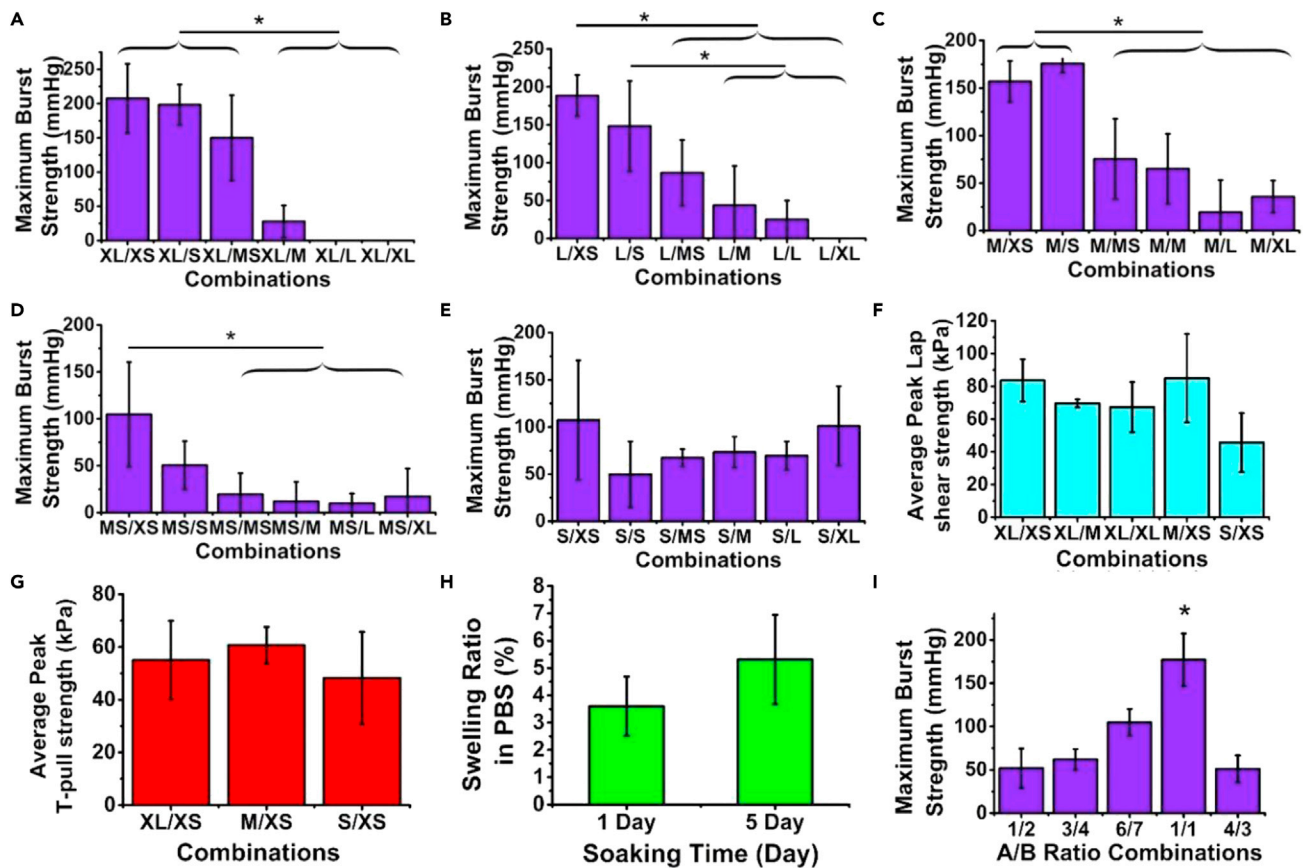 A
*
Maximum Burst
Strength (mmHg)
250
200
150
100
50
0
XL/XS XL/S XL/MS XL/M XL/L XL/XL
Combinations
B
*
*
Maximum Burst
Strength (mmHg)
250
200
150
100
50
0
L/XS L/S L/MS L/M L/L L/XL
Combinations
C
*
Maximum Burst
Strength (mmHg)
200
150
100
50
0
M/XS M/S M/MS M/M M/L M/XL
Combinations
D
*
Maximum Burst
Strength (mmHg)
200
150
100
50
0
MS/XS MS/S MS/MS MS/M MS/L MS/XL
Combinations
E
Maximum Burst
Strength (mmHg)
200
150
100
50
0
S/XS S/S S/MS S/M S/L S/XL
Combinations
F
Average Peak Lap
shear strength (kPa)
120
100
80
60
40
20
0
XL/XS XL/M XL/XL M/XS S/XS
Combinations
G
Average Peak
T-pull strength (kPa)
80
60
40
20
0
XL/XS M/XS S/XS
Combinations
H
Swelling Ratio
in PBS (%)
8
7
6
5
4
3
2
1
0
1 Day 5 Day
Soaking Time (Day)
I
*
Maximum Burst
Stregnth (mmHg)
200
150
100
50
0
1/2 3/4 6/7 1/1 4/3
A/B Ratio Combinations